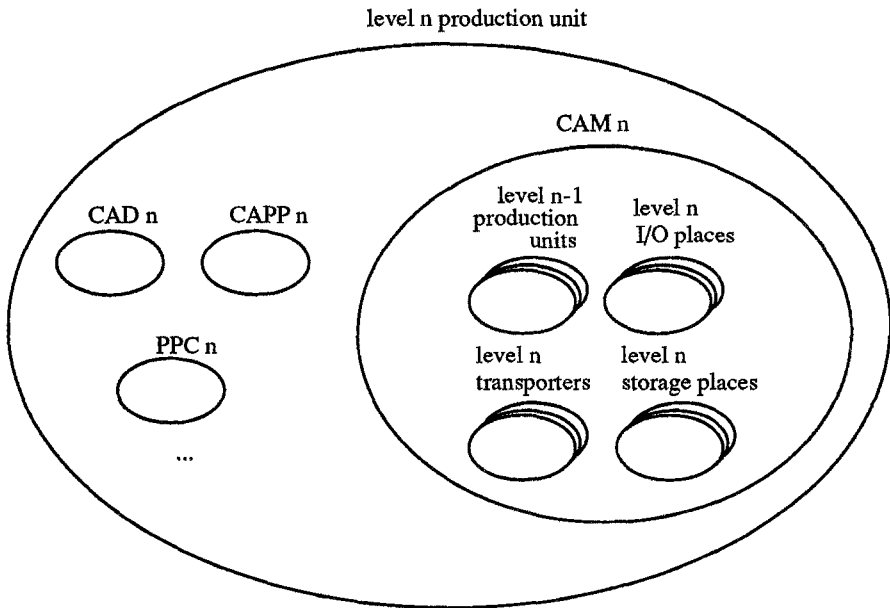 level n production unit
CAM n
level n-1
production
units
level n
I/O places
CAD n
CAPP n
PPC n
...
level n
transporters
level n
storage places